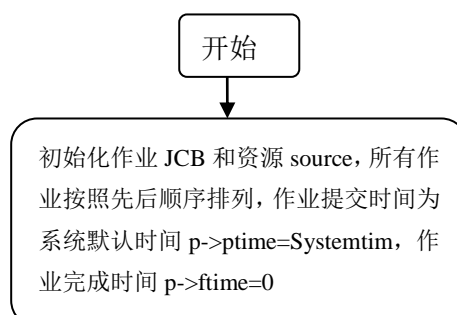 开始
初始化作业 JCB 和资源 source，所有作
业按照先后顺序排列，作业提交时间为
系统默认时间 p->ptime=Systemtim，作
业完成时间 p->ftime=0